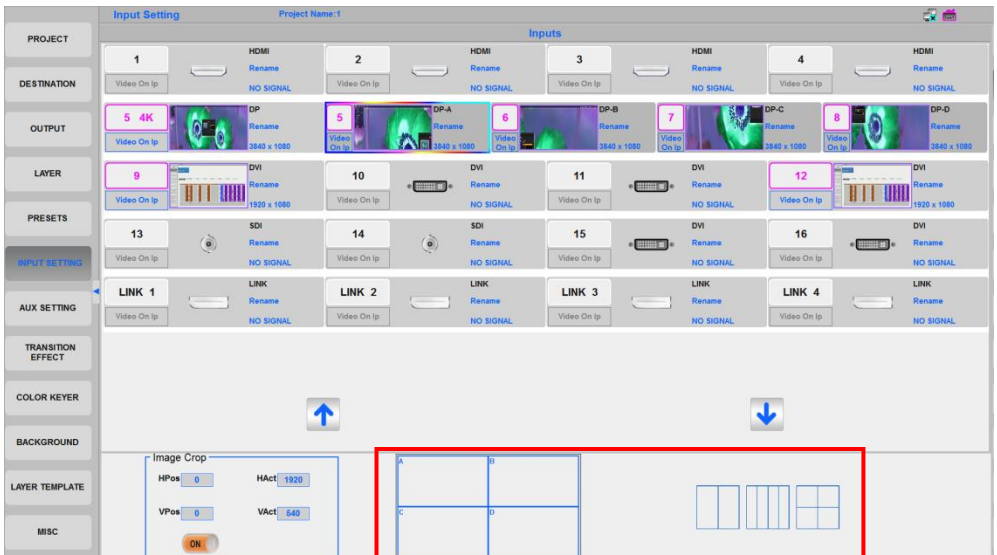 Input Setting
Project Name:1
PROJECT
DESTINATION
OUTPUT
LAYER
PRESETS
INPUT SETTING
AUX SETTING
TRANSITION
EFFECT
COLOR KEYER
BACKGROUND
LAYER TEMPLATE
MISC
Inputs
1
Video On Ip
HDMI
Rename
NO SIGNAL
2
Video On Ip
HDMI
Rename
NO SIGNAL
3
Video On Ip
HDMI
Rename
NO SIGNAL
4
Video On Ip
HDMI
Rename
NO SIGNAL
5 4K
Video On Ip
DP
Rename
3840 x 1080
5
Video
On Ip
DP-A
Rename
3840 x 1080
6
Video
On Ip
DP-B
Rename
3840 x 1080
7
Video
On Ip
DP-C
Rename
3840 x 1080
8
Video
On Ip
DP-D
Rename
3840 x 1080
9
Video On Ip
DVI
Rename
1920 x 1080
10
Video On Ip
DVI
Rename
NO SIGNAL
11
Video On Ip
DVI
Rename
NO SIGNAL
12
Video On Ip
DVI
Rename
1920 x 1080
13
Video On Ip
SDI
Rename
NO SIGNAL
14
Video On Ip
SDI
Rename
NO SIGNAL
15
Video On Ip
DVI
Rename
NO SIGNAL
16
Video On Ip
DVI
Rename
NO SIGNAL
LINK 1
Video On Ip
LINK
Rename
NO SIGNAL
LINK 2
Video On Ip
LINK
Rename
NO SIGNAL
LINK 3
Video On Ip
LINK
Rename
NO SIGNAL
LINK 4
Video On Ip
LINK
Rename
NO SIGNAL
Image Crop
HPos 0
HAct 1920
VPos 0
VAct 540
ON
A
B
C
D